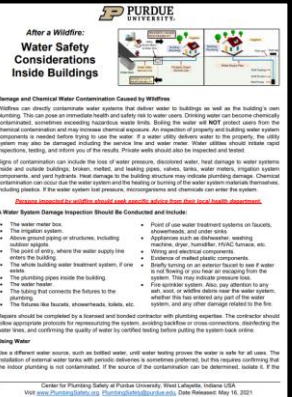 PURDUE
UNIVERSITY®
After a Wildfire:
Water Safety
Considerations
Inside Buildings
Damage and Chemical Water Contamination Caused by Wildfires
Wildfires can directly contaminate water systems that deliver water to buildings as well as the building's own
plumbing. This can pose an immediate health and safety risk to water users. Drinking water can become chemically
contaminated, sometimes exceeding hazardous waste limits. Boiling the water will NOT protect users from the
chemical contamination and may increase chemical exposure. An inspection of property and building water system
components is needed before trying to use the water. If a water utility delivers water to the property, the utility
system may also be damaged including the service line and water meter. Water utilities should initiate rapid
inspections, testing, and inform you of the results. Private wells should also be inspected and tested.
Signs of contamination can include the loss of water pressure, discolored water, heat damage to water systems
inside and outside buildings, broken, melted, and leaking pipes, valves, tanks, water meters, irrigation system
components, and yard hydrants. Heat damage to the building structure may indicate plumbing damage. Chemical
contamination can occur due the water system and the heating or burning of the water system materials themselves,
including plastics. If the water system lost pressure, microorganisms and chemicals can enter the system.
Persons impacted by wildfire should seek specific advice from their local health department.
A Water System Damage Inspection Should Be Conducted and Include:
• The water meter box.
• The irrigation system.
• Above ground piping or structures, including
outdoor spigots.
• The point of entry, where the water supply line
enters the building.
• The whole building water treatment system, if one
exists.
• The plumbing pipes inside the building.
• The water heater.
• The tubing that connects the fixtures to the
plumbing.
• The fixtures like faucets, showerheads, toilets, etc.
• Point of use water treatment systems on faucets,
showerheads, and under sinks.
• Appliances such as dishwasher, washing
machine, dryer, humidifier, HVAC furnace, etc.
• Wiring and electrical components.
• Evidence of melted plastic components.
• Briefly turning on an exterior faucet to see if water
is not flowing or you hear air escaping from the
system. This may indicate pressure loss.
• Fire-sprinkler system. Also, pay attention to any
ash, soot, or wildfire debris near the water system,
whether this has entered any part of the water
system, and any other damage related to the fire.
Repairs should be completed by a licensed and bonded contractor with plumbing expertise. The contractor should
follow appropriate protocols for repressurizing the system, avoiding backflow or cross-connections, disinfecting the
water lines, and confirming the quality of water by certified testing before putting the system back online.
Using Water
Use a different water source, such as bottled water, until water testing proves the water is safe for all uses. The
installation of external water tanks with periodic deliveries is sometimes preferred, but this requires confirming that
the indoor plumbing is not contaminated. If the source of the contamination can be determined, isolate it. If the
Center for Plumbing Safety at Purdue University, West Lafayette, Indiana USA
Visit www.PlumbingSafety.org, PlumbingSafety@purdue.edu, Date Released: May 16, 2021